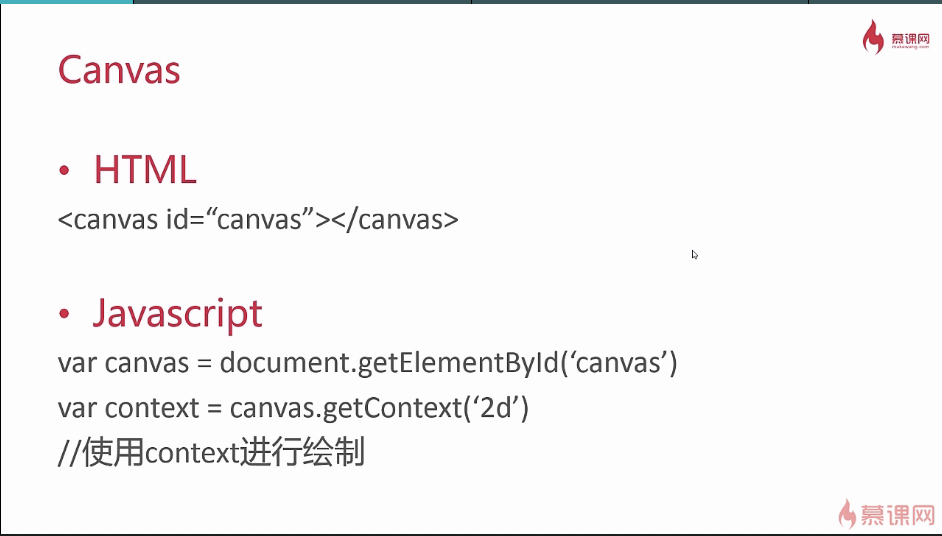 慕课网
imooc.com
Canvas
• HTML
<canvas id=“canvas”></canvas>
• Javascript
var canvas = document.getElementById(‘canvas’)
var context = canvas.getContext(‘2d’)
//使用context进行绘制
慕课网